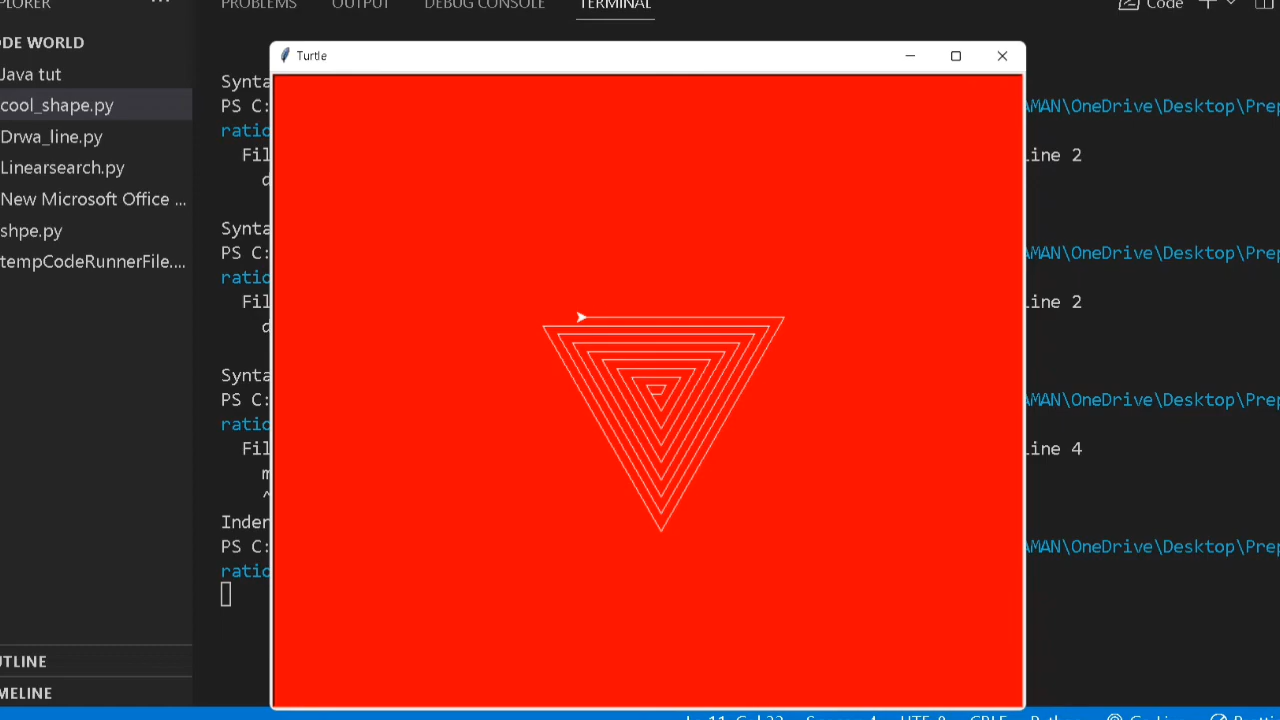 PLORER
PROBLEMS OUTPUT DEBUG CONSOLE TERMINAL
Code
ODE WORLD
Java tut
cool_shape.py
Drwa_line.py
Linearsearch.py
New Microsoft Office ...
shpe.py
tempCodeRunnerFile....
UTLINE
MELINE
Turtle
Synta
PS C: AMAN\OneDrive\Desktop\Prep
ratio
Fil line 2
Synta
PS C: AMAN\OneDrive\Desktop\Prep
ratio
Fil line 2
Synta
PS C: AMAN\OneDrive\Desktop\Prep
ratio
Fil line 4
m
^
Inden
PS C: AMAN\OneDrive\Desktop\Prep
ratio